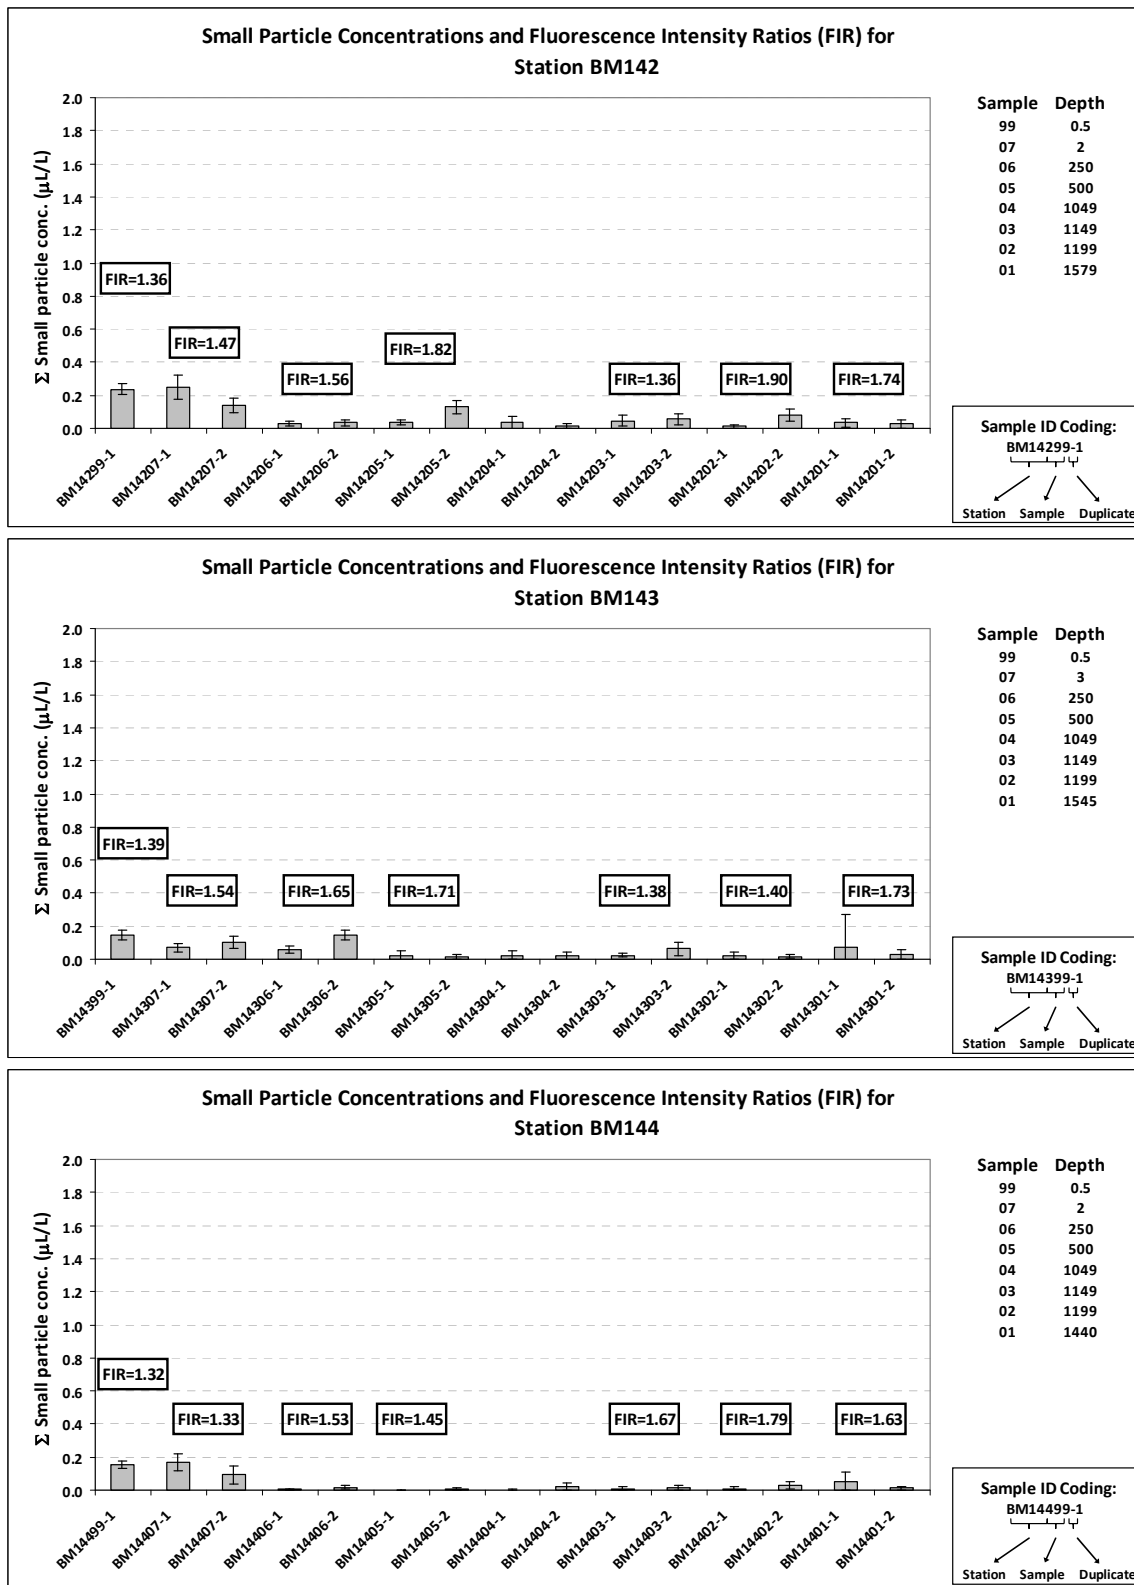 Small Particle Concentrations and Fluorescence Intensity Ratios (FIR) for
Station BM142
Σ Small particle conc. (µL/L)
2.0
1.8
1.6
1.4
1.2
1.0
0.8
0.6
0.4
0.2
0.0
FIR=1.36
FIR=1.47
FIR=1.56
FIR=1.82
FIR=1.36
FIR=1.90
FIR=1.74
BM14299-1
BM14207-1
BM14207-2
BM14206-1
BM14206-2
BM14205-1
BM14205-2
BM14204-1
BM14204-2
BM14203-1
BM14203-2
BM14202-1
BM14202-2
BM14201-1
BM14201-2
Sample Depth
99 0.5
07 2
06 250
05 500
04 1049
03 1149
02 1199
01 1579
Sample ID Coding:
BM14299-1
Station Sample Duplicate
Small Particle Concentrations and Fluorescence Intensity Ratios (FIR) for
Station BM143
Σ Small particle conc. (µL/L)
2.0
1.8
1.6
1.4
1.2
1.0
0.8
0.6
0.4
0.2
0.0
FIR=1.39
FIR=1.54
FIR=1.65
FIR=1.71
FIR=1.38
FIR=1.40
FIR=1.73
BM14399-1
BM14307-1
BM14307-2
BM14306-1
BM14306-2
BM14305-1
BM14305-2
BM14304-1
BM14304-2
BM14303-1
BM14303-2
BM14302-1
BM14302-2
BM14301-1
BM14301-2
Sample Depth
99 0.5
07 3
06 250
05 500
04 1049
03 1149
02 1199
01 1545
Sample ID Coding:
BM14399-1
Station Sample Duplicate
Small Particle Concentrations and Fluorescence Intensity Ratios (FIR) for
Station BM144
Σ Small particle conc. (µL/L)
2.0
1.8
1.6
1.4
1.2
1.0
0.8
0.6
0.4
0.2
0.0
FIR=1.32
FIR=1.33
FIR=1.53
FIR=1.45
FIR=1.67
FIR=1.79
FIR=1.63
BM14499-1
BM14407-1
BM14407-2
BM14406-1
BM14406-2
BM14405-1
BM14405-2
BM14404-1
BM14404-2
BM14403-1
BM14403-2
BM14402-1
BM14402-2
BM14401-1
BM14401-2
Sample Depth
99 0.5
07 2
06 250
05 500
04 1049
03 1149
02 1199
01 1440
Sample ID Coding:
BM14499-1
Station Sample Duplicate